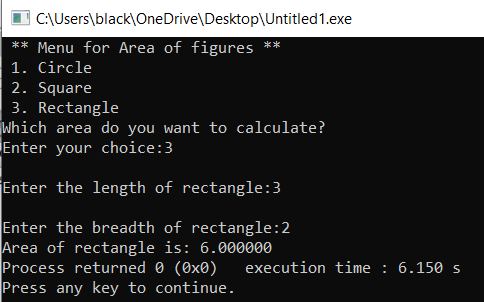 C:\Users\black\OneDrive\Desktop\Untitled1.exe
** Menu for Area of figures **
1. Circle
2. Square
3. Rectangle
Which area do you want to calculate?
Enter your choice:3
Enter the length of rectangle:3
Enter the breadth of rectangle:2
Area of rectangle is: 6.000000
Process returned 0 (0x0)   execution time : 6.150 s
Press any key to continue.